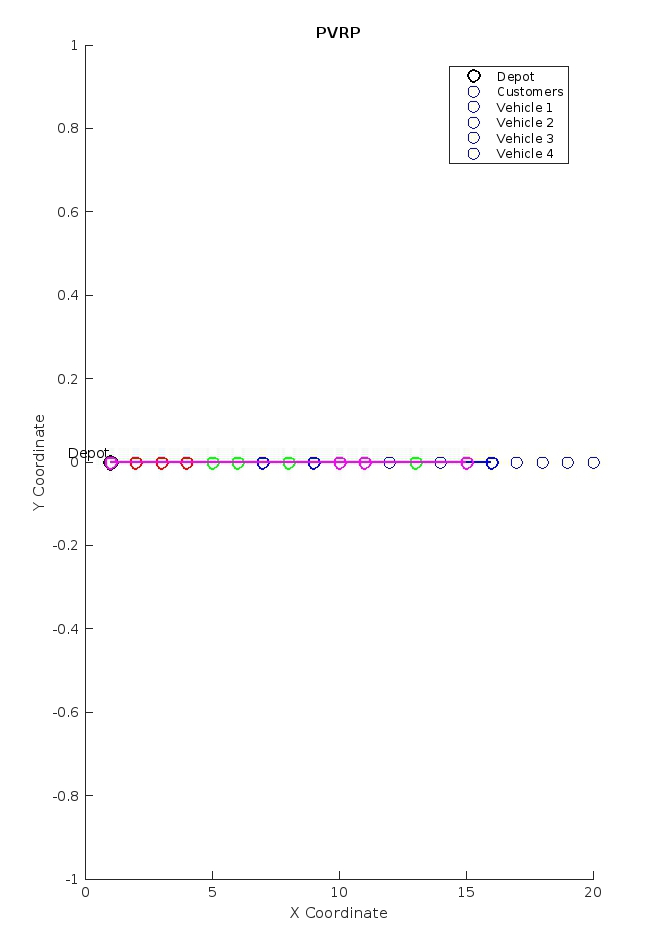 PVRP
Depot
Customers
Vehicle 1
Vehicle 2
Vehicle 3
Vehicle 4
1
0.8
0.6
0.4
0.2
Depot
0
-0.2
-0.4
-0.6
-0.8
-1
Y Coordinate
0 5 10 15 20
X Coordinate